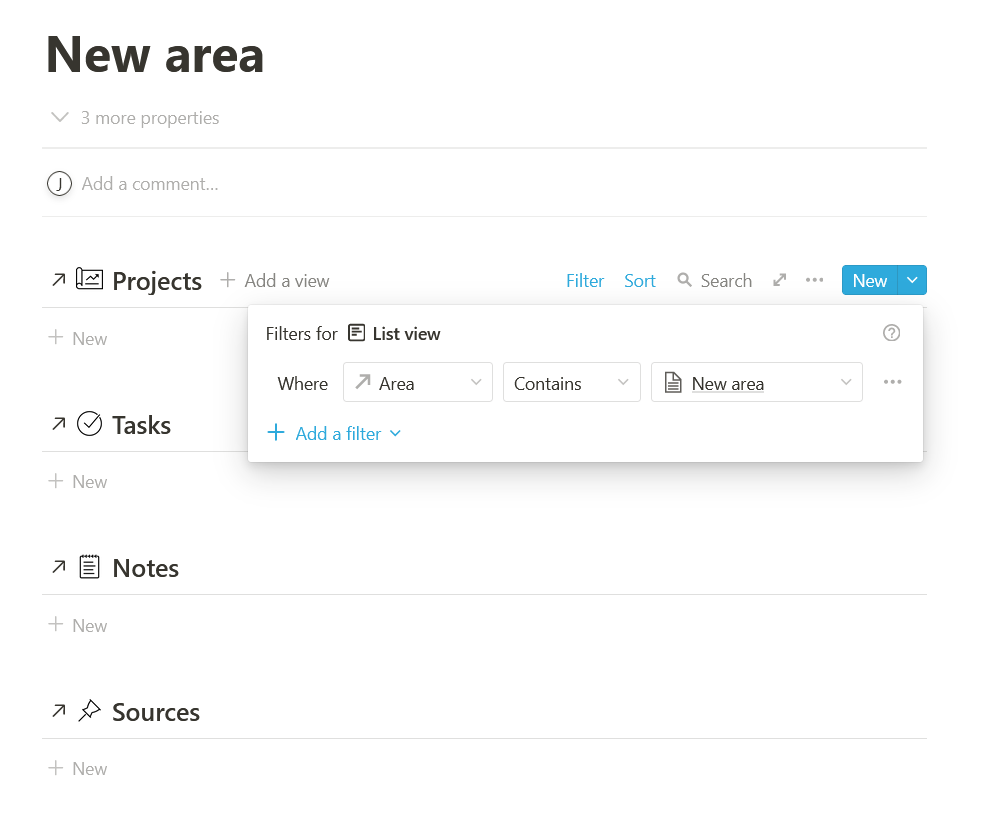 New area
3 more properties
J Add a comment...
Projects Add a view Filter Sort Search New
Filters for List view
Where Area Contains New area
Add a filter
New
Tasks
New
Notes
New
Sources
New